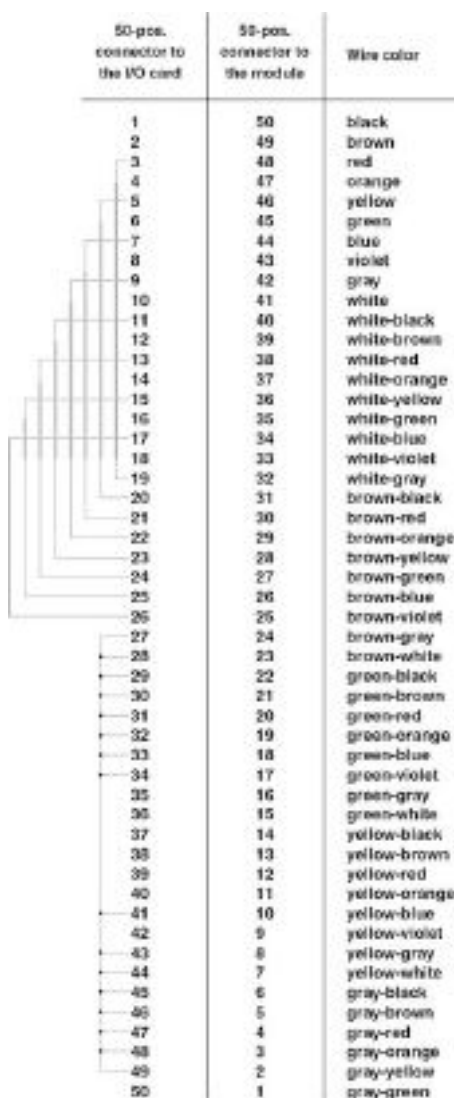 50-pos. 50-pos.
connector to connector to Wire color
the I/O card the module
1 50 black
2 49 brown
3 48 red
4 47 orange
5 46 yellow
6 45 green
7 44 blue
8 43 violet
9 42 gray
10 41 white
11 40 white-black
12 39 white-brown
13 38 white-red
14 37 white-orange
15 36 white-yellow
16 35 white-green
17 34 white-blue
18 33 white-violet
19 32 white-gray
20 31 brown-black
21 30 brown-red
22 29 brown-orange
23 28 brown-yellow
24 27 brown-green
25 26 brown-blue
26 25 brown-violet
27 24 brown-gray
28 23 brown-white
29 22 green-black
30 21 green-brown
31 20 green-red
32 19 green-orange
33 18 green-blue
34 17 green-violet
35 16 green-gray
36 15 green-white
37 14 yellow-black
38 13 yellow-brown
39 12 yellow-red
40 11 yellow-orange
41 10 yellow-blue
42 9 yellow-violet
43 8 yellow-gray
44 7 yellow-white
45 6 gray-black
46 5 gray-brown
47 4 gray-red
48 3 gray-orange
49 2 gray-yellow
50 1 gray-green